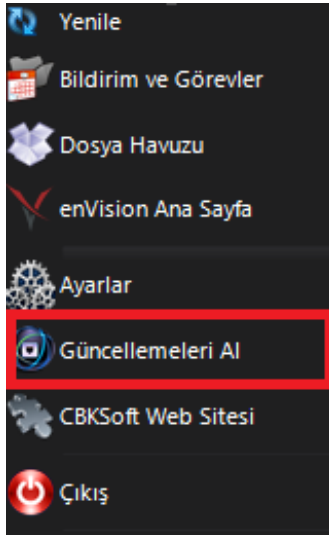 Yenile
Bildirim ve Görevler
Dosya Havuzu
enVision Ana Sayfa
Ayarlar
Güncellemeleri Al
CBKSoft Web Sitesi
Çıkış